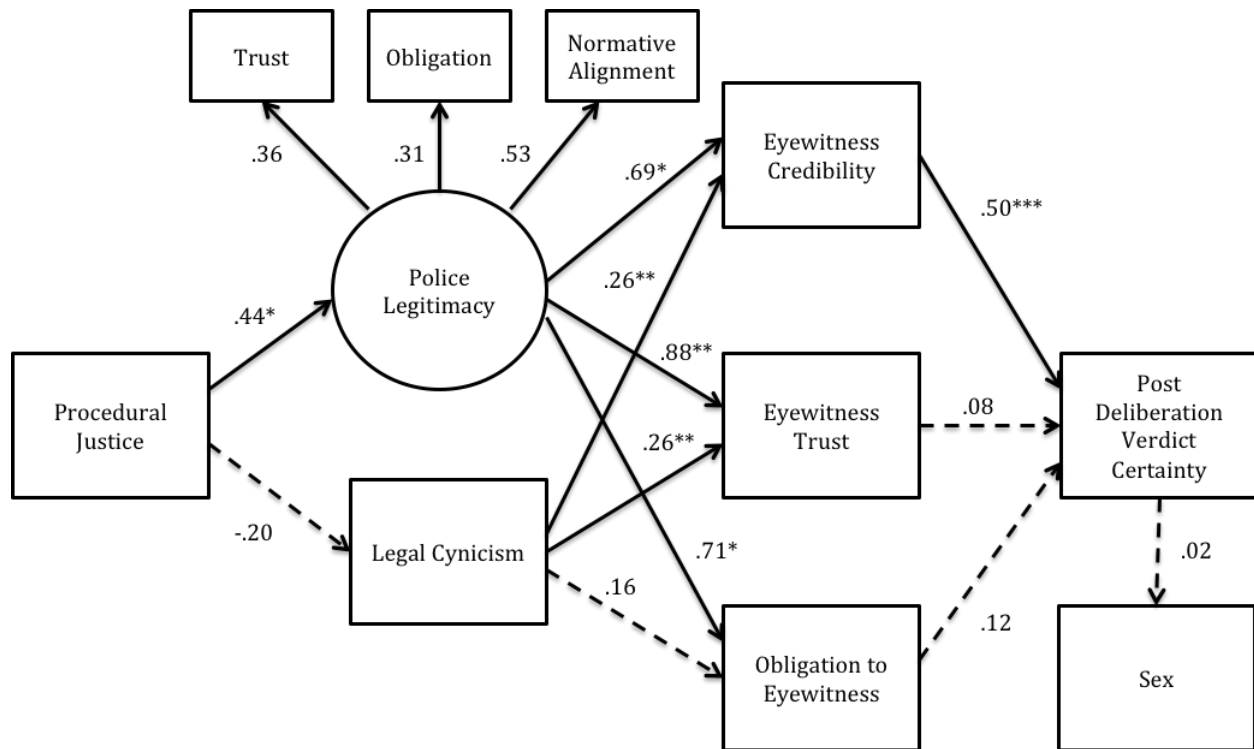 Trust
Obligation
Normative
Alignment
.36
.31
.53
Eyewitness
Credibility
.69*
.50***
Police
Legitimacy
.26**
.44*
.88**
Procedural
Justice
Eyewitness
Trust
.08
Post
Deliberation
Verdict
Certainty
.26**
-.20
Legal Cynicism
.71*
.16
.02
.12
Obligation to
Eyewitness
Sex